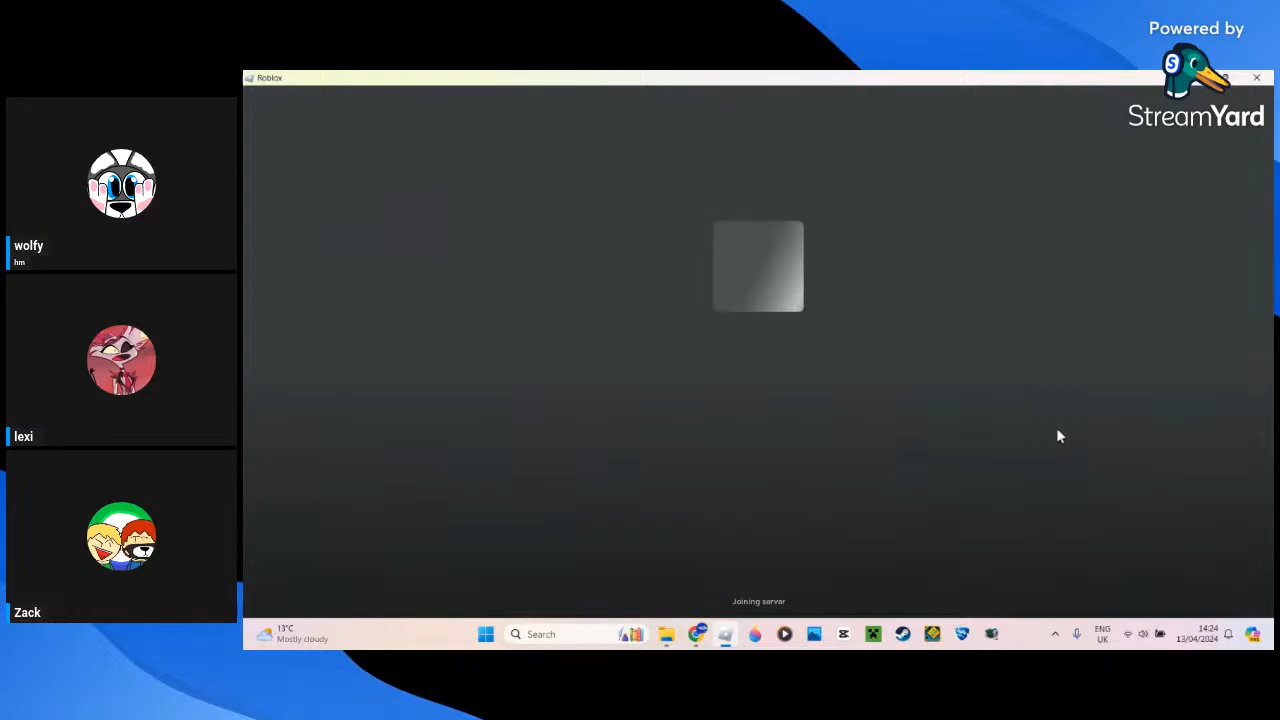 Powered by
StreamYard
Roblox
wolfy
hm
lexi
Zack
Joining server
13°C
Mostly cloudy
Search
ENG
UK
14:24
13/04/2024